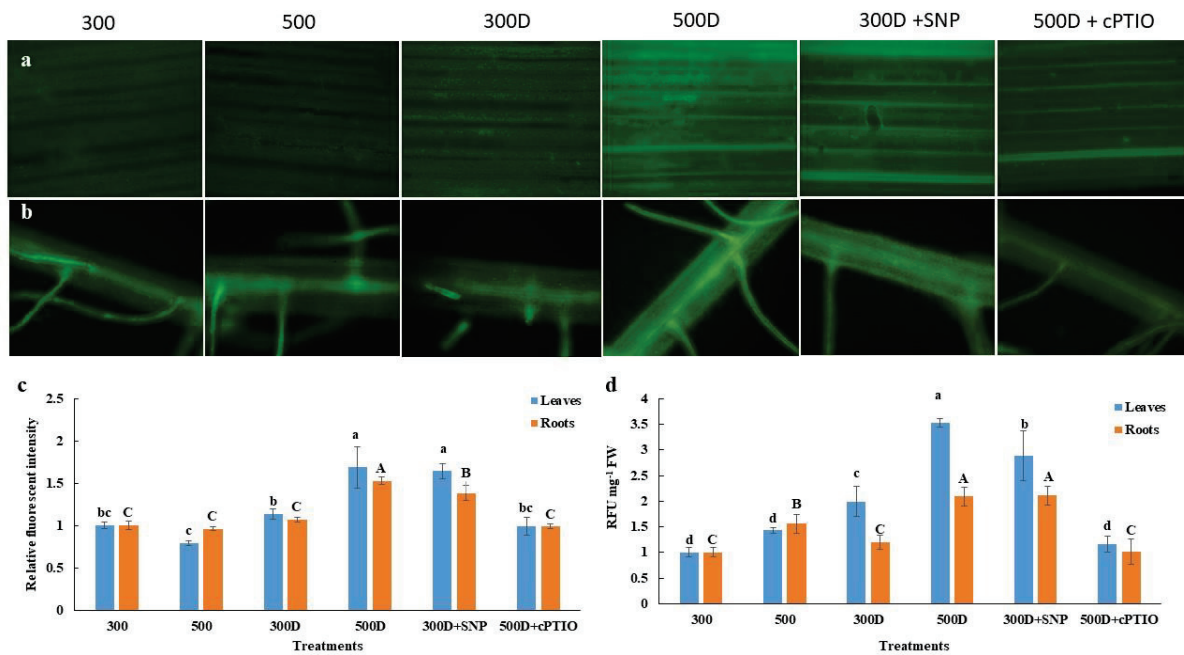 300 500 300D 500D 300D +SNP 500D + cPTIO
a
b
c
2.5
2
1.5
1
0.5
0
Relative fluorescent intensity
Leaves
Roots
bc C
c C
b C
a A
a B
bc C
300 500 300D 500D 300D+SNP 500D+cPTIO
Treatments
d
4
3.5
3
2.5
2
1.5
1
0.5
0
RFU mg-1 FW
Leaves
Roots
d C
d B
c C
a A
b A
d C
300 500 300D 500D 300D+SNP 500D+cPTIO
Treatments